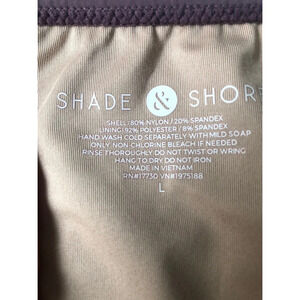 SHADE & SHOR
SHELL: 80% NYLON / 20% SPANDEX
LINING: 92% POLYESTER / 8% SPANDEX
HAND WASH COLD SEPARATELY WITH MILD SOAP
ONLY NON CHLORINE BLEACH IF NEEDED
RINSE THOROUGHLY DO NOT TWIST OR WRING
HANG TO DRY DO NOT IRON
MADE IN VIETNAM
RN#17730 VN#1975188
L